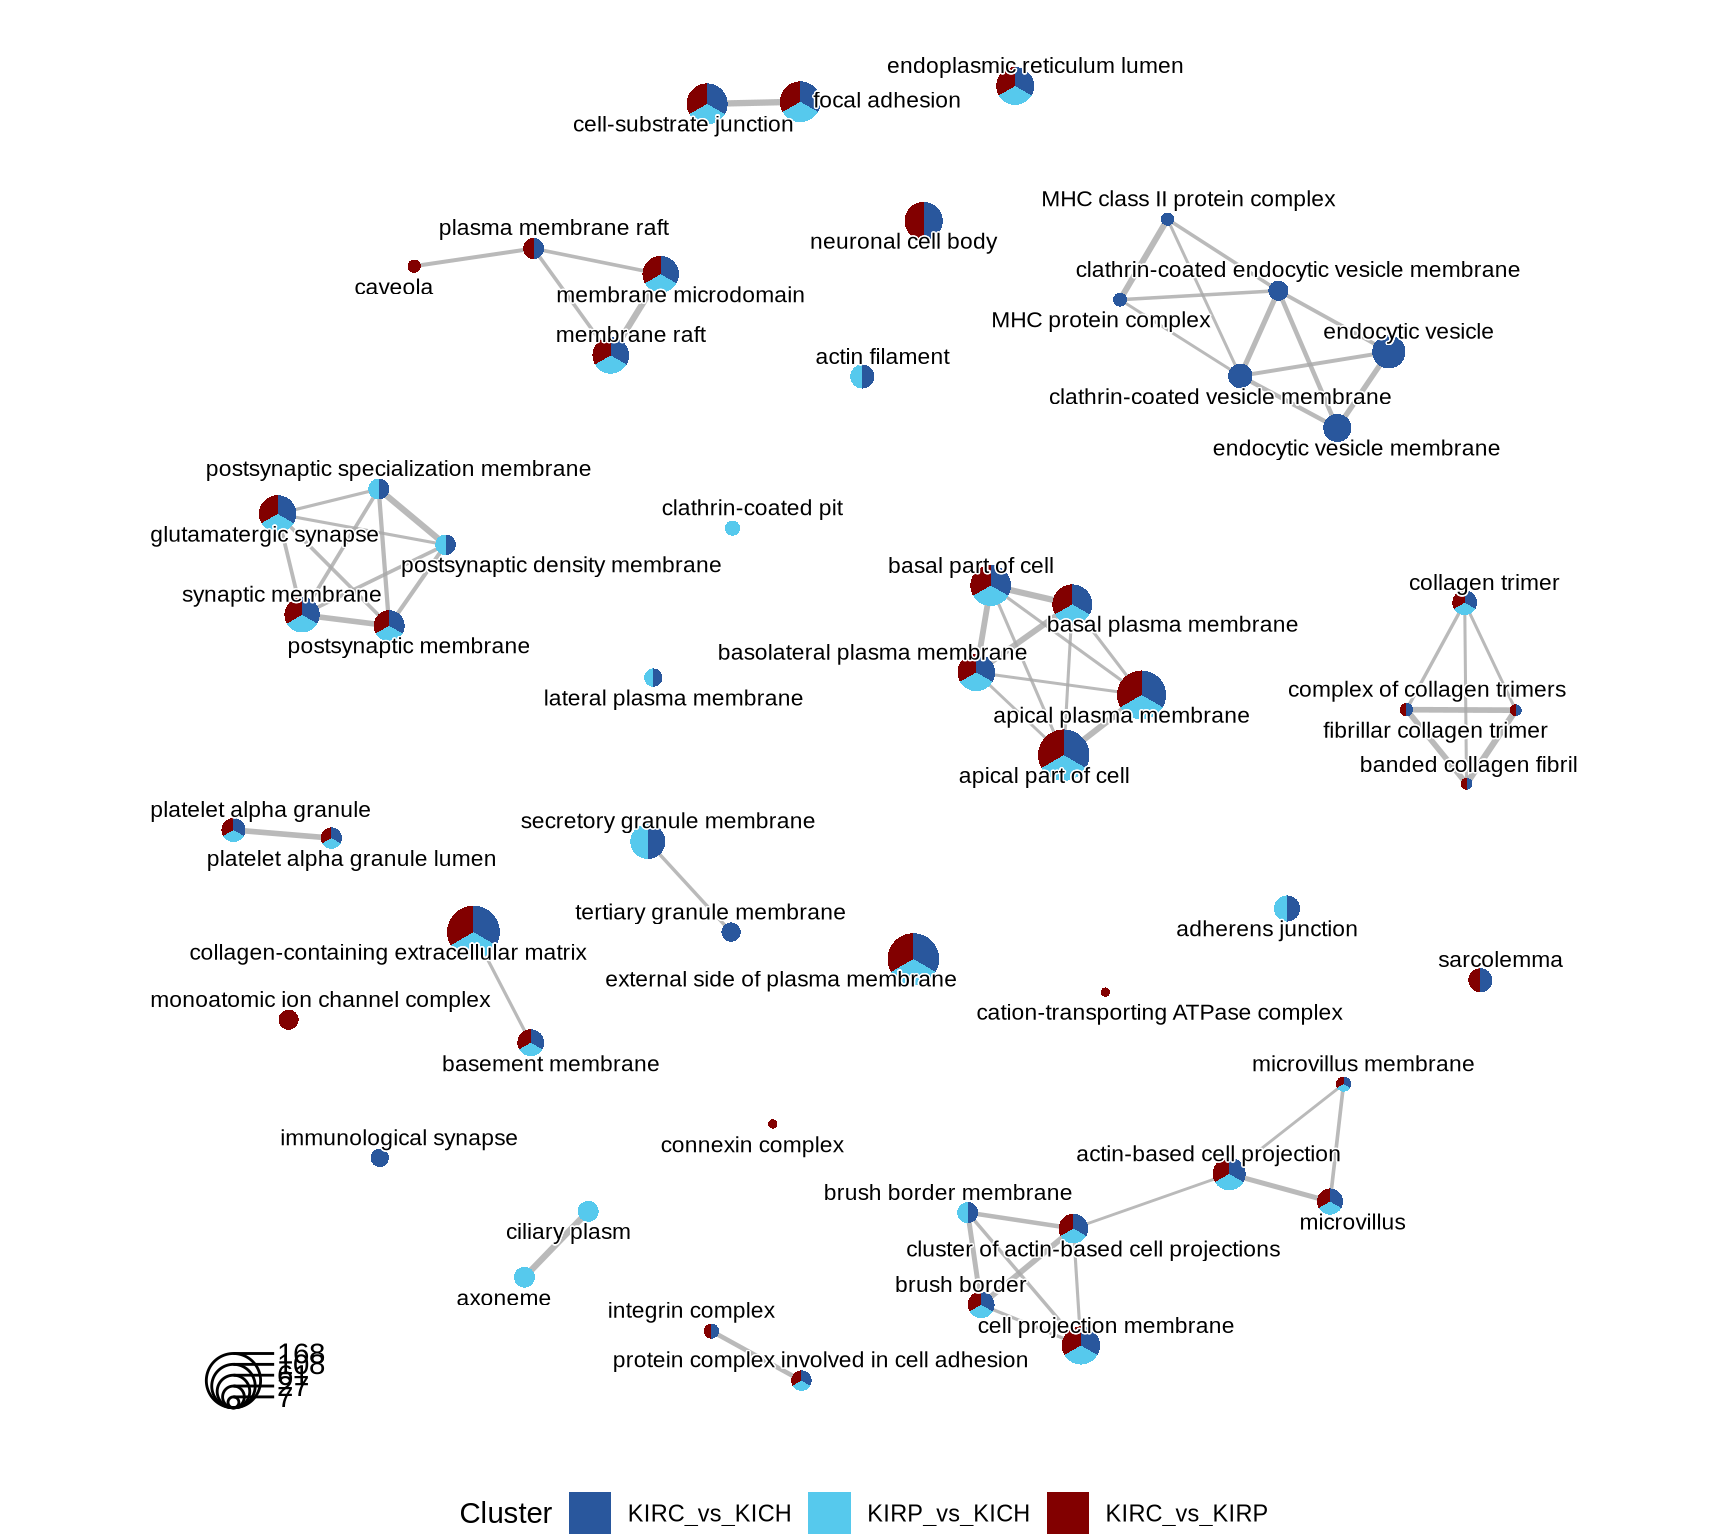 endoplasmic reticulum lumen
focal adhesion
cell-substrate junction
MHC class II protein complex
plasma membrane raft
neuronal cell body
clathrin-coated endocytic vesicle membrane
caveola
membrane microdomain
MHC protein complex
endocytic vesicle
membrane raft
actin filament
clathrin-coated vesicle membrane
endocytic vesicle membrane
postsynaptic specialization membrane
clathrin-coated pit
glutamatergic synapse
postsynaptic density membrane
basal part of cell
collagen trimer
synaptic membrane
basal plasma membrane
postsynaptic membrane
basolateral plasma membrane
complex of collagen trimers
lateral plasma membrane
apical plasma membrane
fibrillar collagen trimer
banded collagen fibril
apical part of cell
platelet alpha granule
secretory granule membrane
platelet alpha granule lumen
tertiary granule membrane
adherens junction
collagen-containing extracellular matrix
sarcolemma
external side of plasma membrane
monoatomic ion channel complex
cation-transporting ATPase complex
basement membrane
microvillus membrane
immunological synapse
connexin complex
actin-based cell projection
brush border membrane
microvillus
ciliary plasm
cluster of actin-based cell projections
brush border
axoneme
integrin complex
cell projection membrane
protein complex involved in cell adhesion
168
108
61
27
7
Cluster KIRC_vs_KICH KIRP_vs_KICH KIRC_vs_KIRP